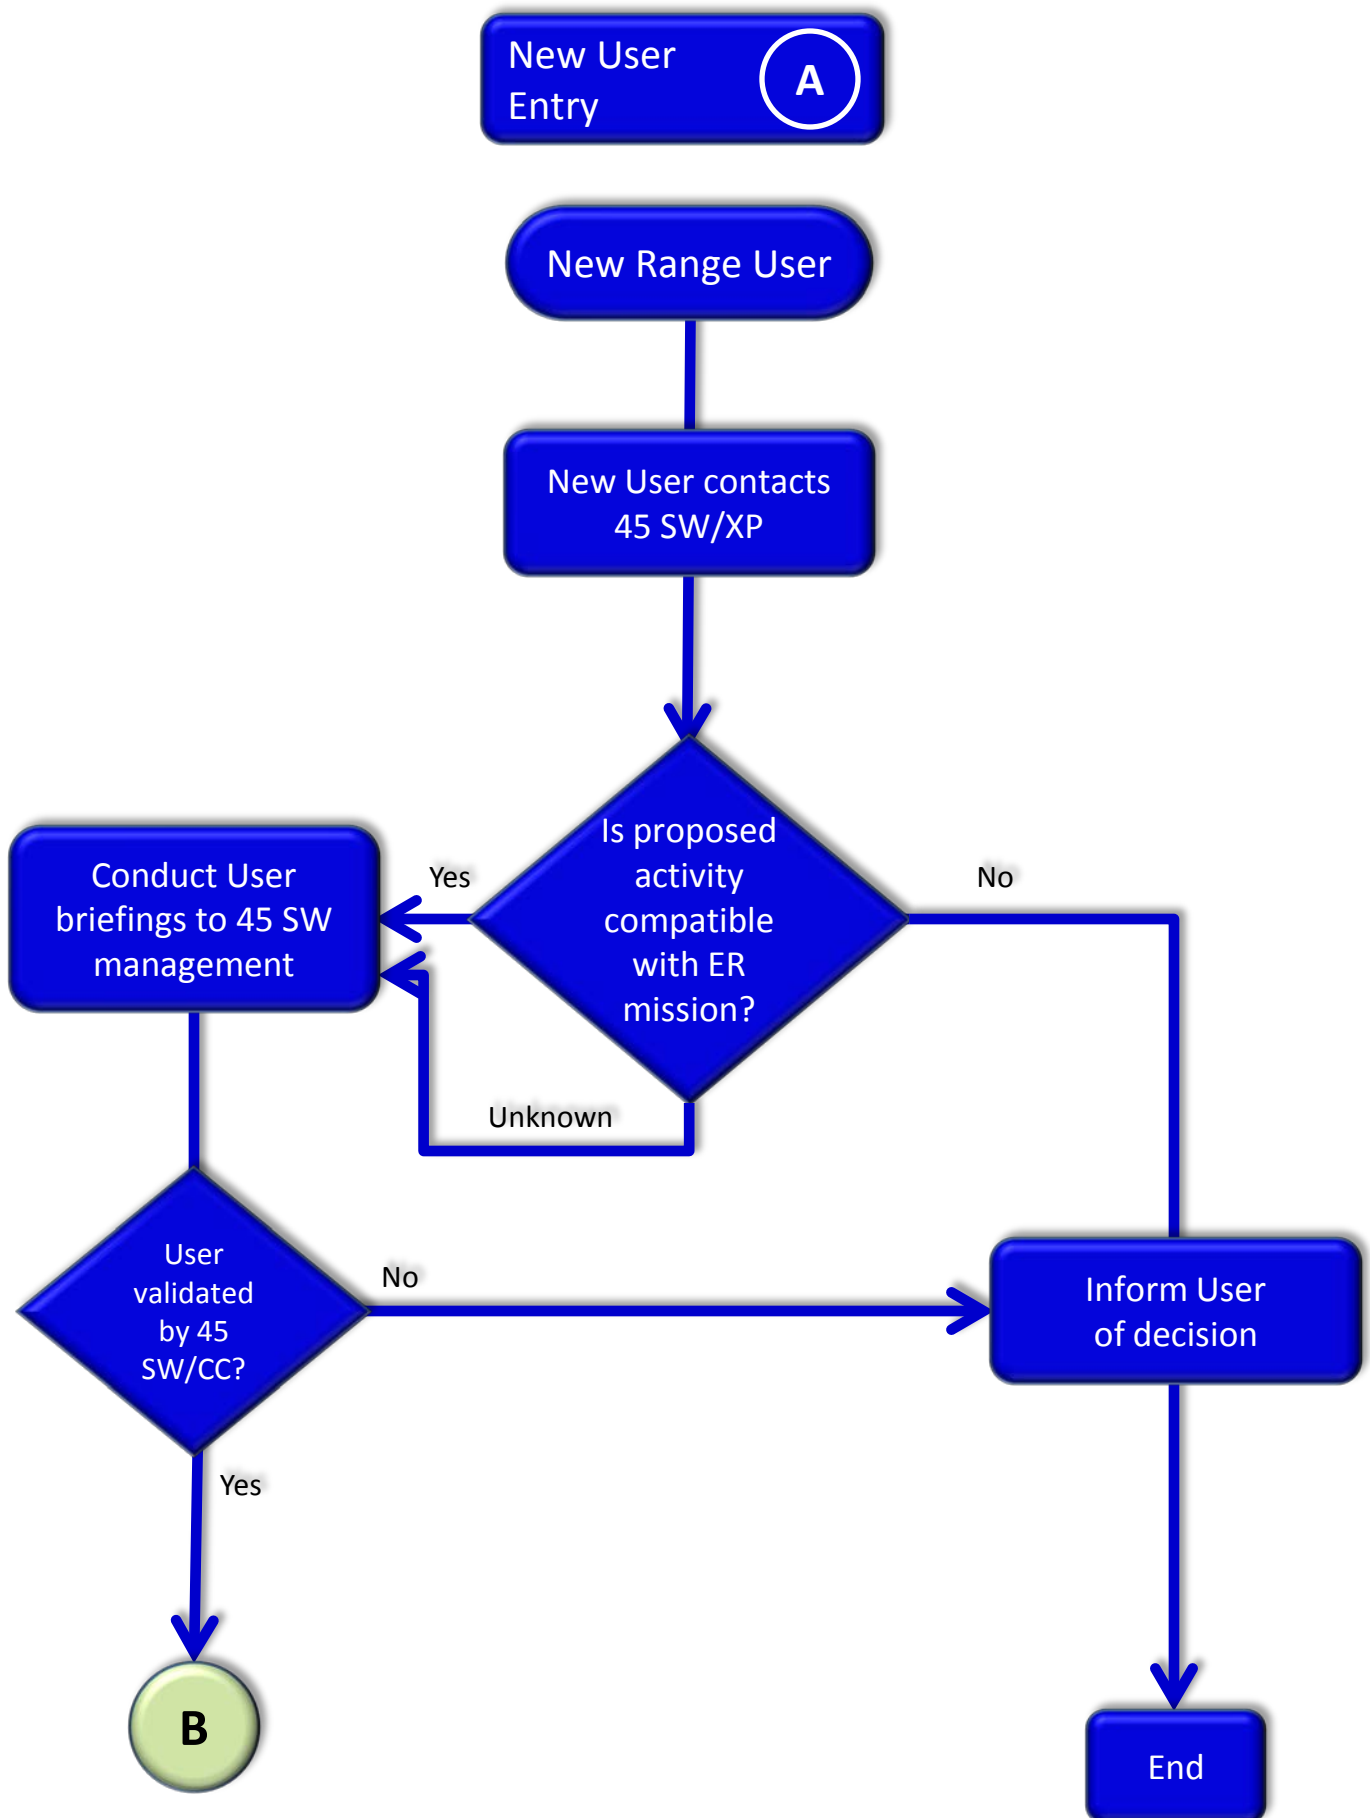 New User
Entry
A
New Range User
New User contacts
45 SW/XP
Is proposed
activity
compatible
with ER
mission?
Yes
No
Unknown
Conduct User
briefings to 45 SW
management
User
validated
by 45
SW/CC?
No
Yes
Inform User
of decision
B
End